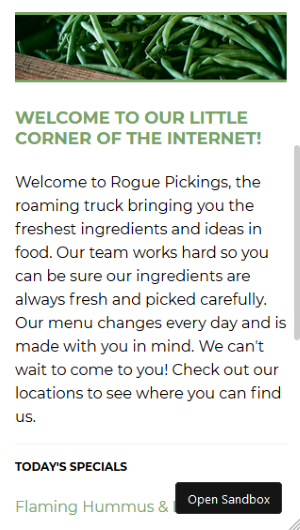 WELCOME TO OUR LITTLE
CORNER OF THE INTERNET!
Welcome to Rogue Pickings, the
roaming truck bringing you the
freshest ingredients and ideas in
food. Our team works hard so you
can be sure our ingredients are
always fresh and picked carefully.
Our menu changes every day and is
made with you in mind. We can't
wait to come to you! Check out our
locations to see where you can find
us.
TODAY'S SPECIALS
Flaming Hummus &
Open Sandbox